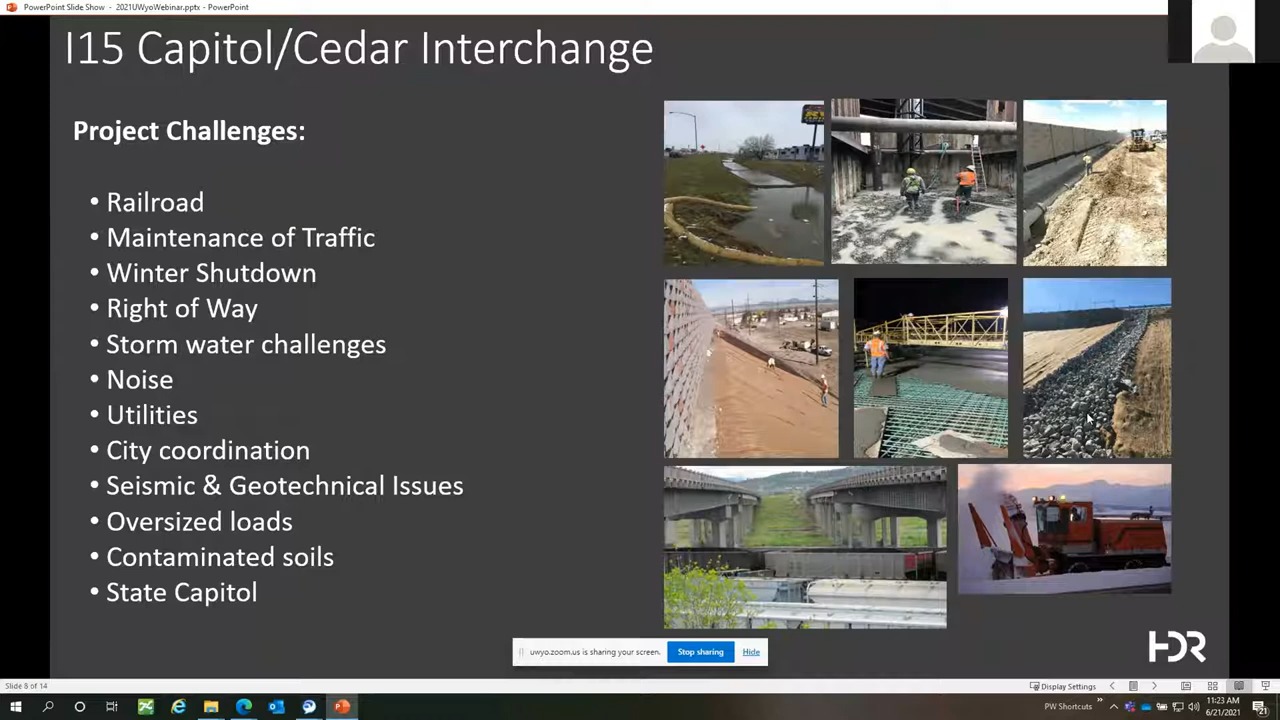 PowerPoint Slide Show - 2021UWyoWebinar.pptx - PowerPoint
I15 Capitol/Cedar Interchange
Project Challenges:
• Railroad
• Maintenance of Traffic
• Winter Shutdown
• Right of Way
• Storm water challenges
• Noise
• Utilities
• City coordination
• Seismic & Geotechnical Issues
• Oversized loads
• Contaminated soils
• State Capitol
uwyo.zoom.us is sharing your screen. Stop sharing Hide
HDR
Slide 8 of 14
Display Settings
PW Shortcuts
11:23 AM
6/21/2021
21